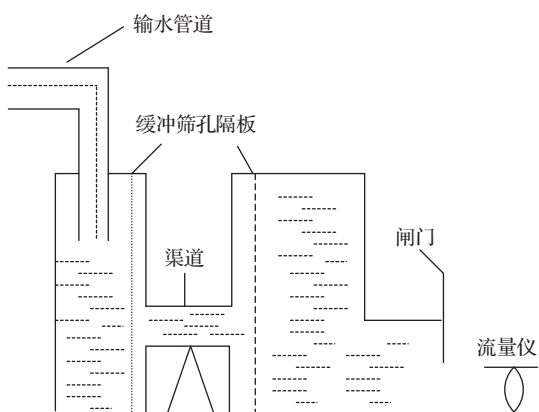 输水管道
缓冲筛孔隔板
渠道
闸门
流量仪